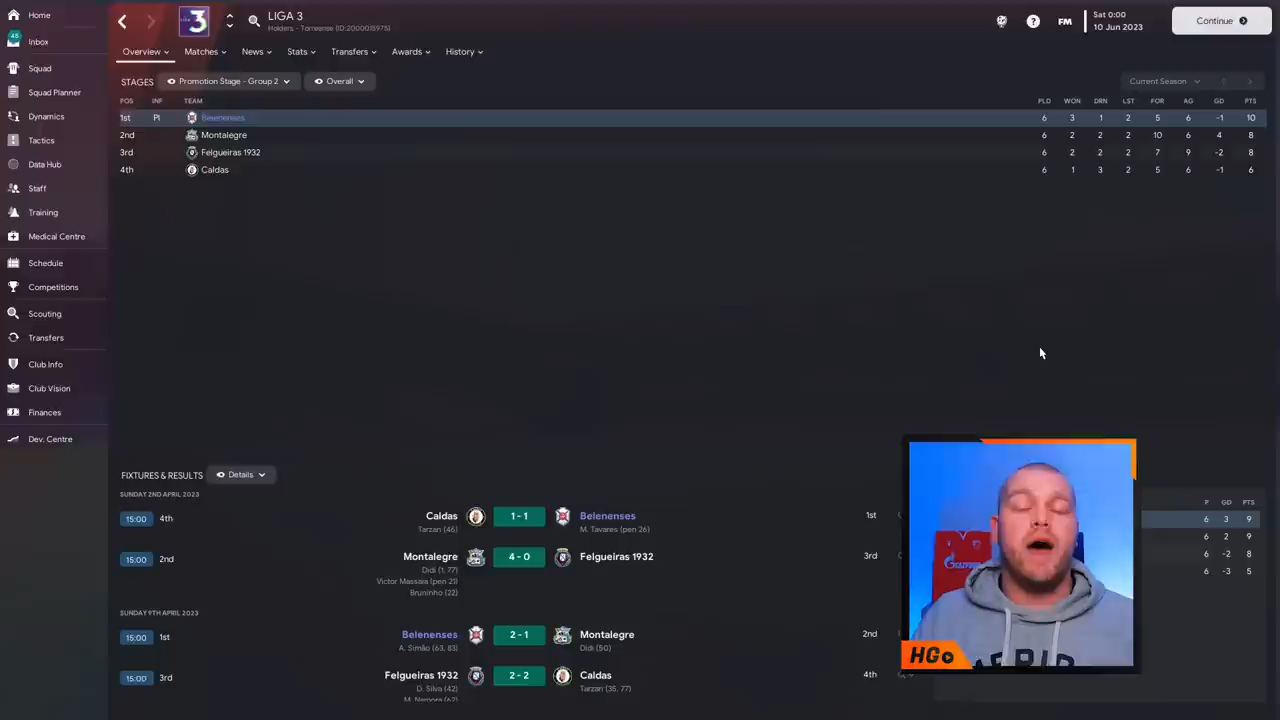 Home
48
Inbox
Squad
Squad Planner
Dynamics
Tactics
Data Hub
Staff
Training
Medical Centre
Schedule
Competitions
Scouting
Transfers
Club Info
Club Vision
Finances
Dev. Centre
3
LIGA 3
Holders - Torreense (ID:2000015975)
FM
Sat 0:00
10 Jun 2023
Continue
Overview Matches News Stats Transfers Awards History
STAGES Promotion Stage - Group 2 Overall Current Season
POS INF TEAM PLD WON DRN LST FOR AG GD PTS
1st Pl Belenenses 6 3 1 2 5 6 -1 10
2nd Montalegre 6 2 2 2 10 6 4 8
3rd Felgueiras 1932 6 2 2 2 7 9 -2 8
4th Caldas 6 1 3 2 5 6 -1 6
FIXTURES & RESULTS Details
SUNDAY 2ND APRIL 2023
15:00 4th Caldas 1 - 1 Belenenses 1st
Tarzan (46) M. Tavares (pen 26)
15:00 2nd Montalegre 4 - 0 Felgueiras 1932 3rd
Didi (1, 77)
Victor Massaia (pen 21)
Bruninho (22)
SUNDAY 9TH APRIL 2023
15:00 1st Belenenses 2 - 1 Montalegre 2nd
A. Simão (63, 83) Didi (50)
15:00 3rd Felgueiras 1932 2 - 2 Caldas 4th
D. Silva (42) Tarzan (35, 77)
P GD PTS
6 3 9
6 2 9
6 -2 8
6 -3 5
GAZPROM
HGo